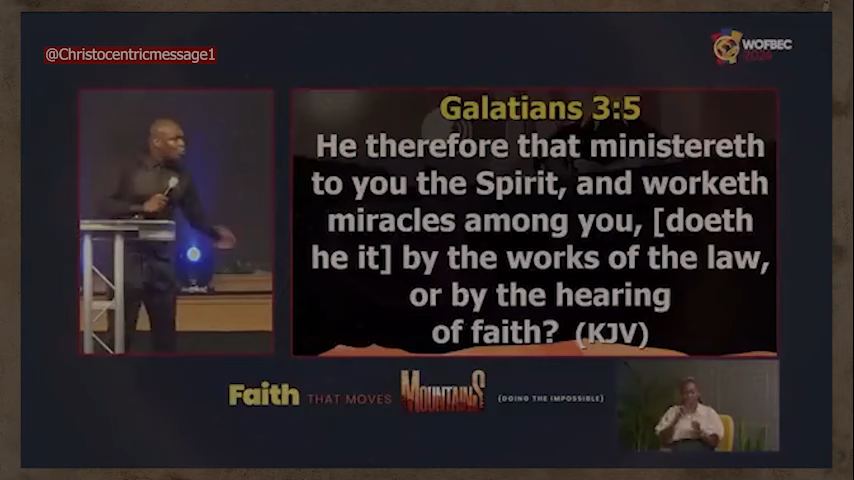 @Christocentricmessage1
WOFBEC
2024
Galatians 3:5
He therefore that ministereth
to you the Spirit, and worketh
miracles among you, [doeth
he it] by the works of the law,
or by the hearing
of faith? (KJV)
Faith THAT MOVES MOUNTAINS (DOING THE IMPOSSIBLE)